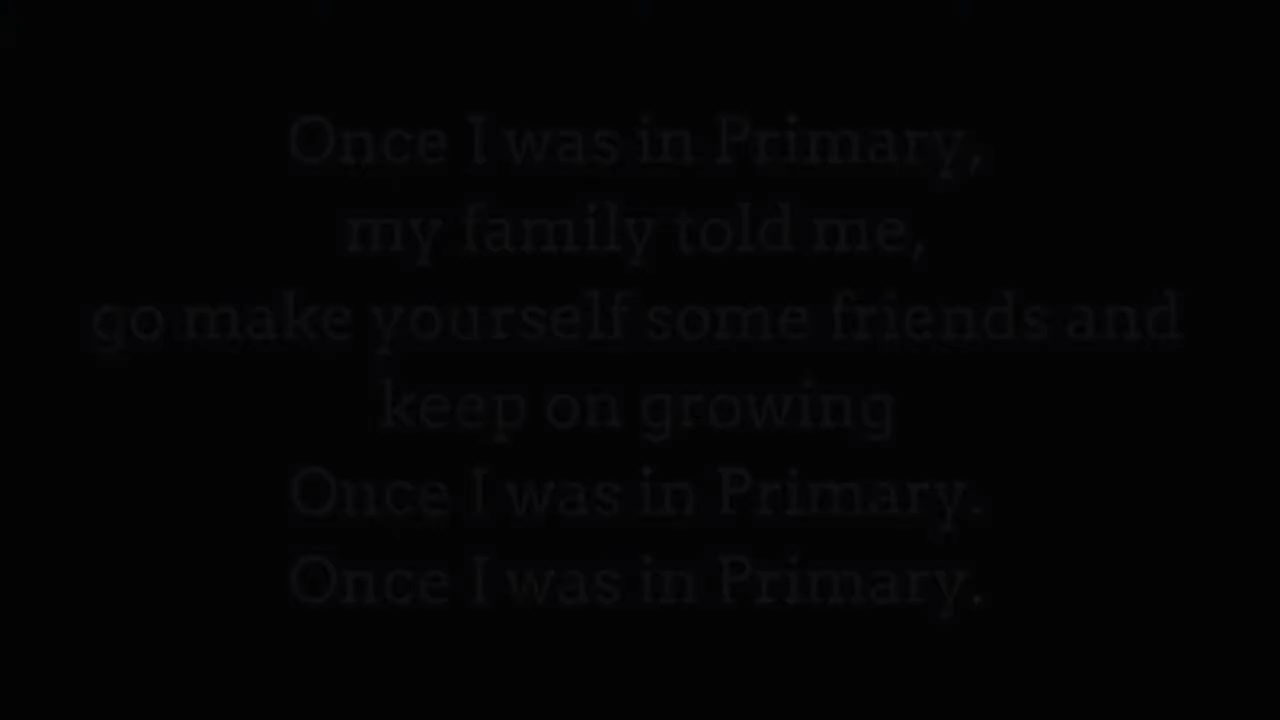 Once I was in Primary,
my family told me,
go make yourself some friends and
keep on growing
Once I was in Primary.
Once I was in Primary.